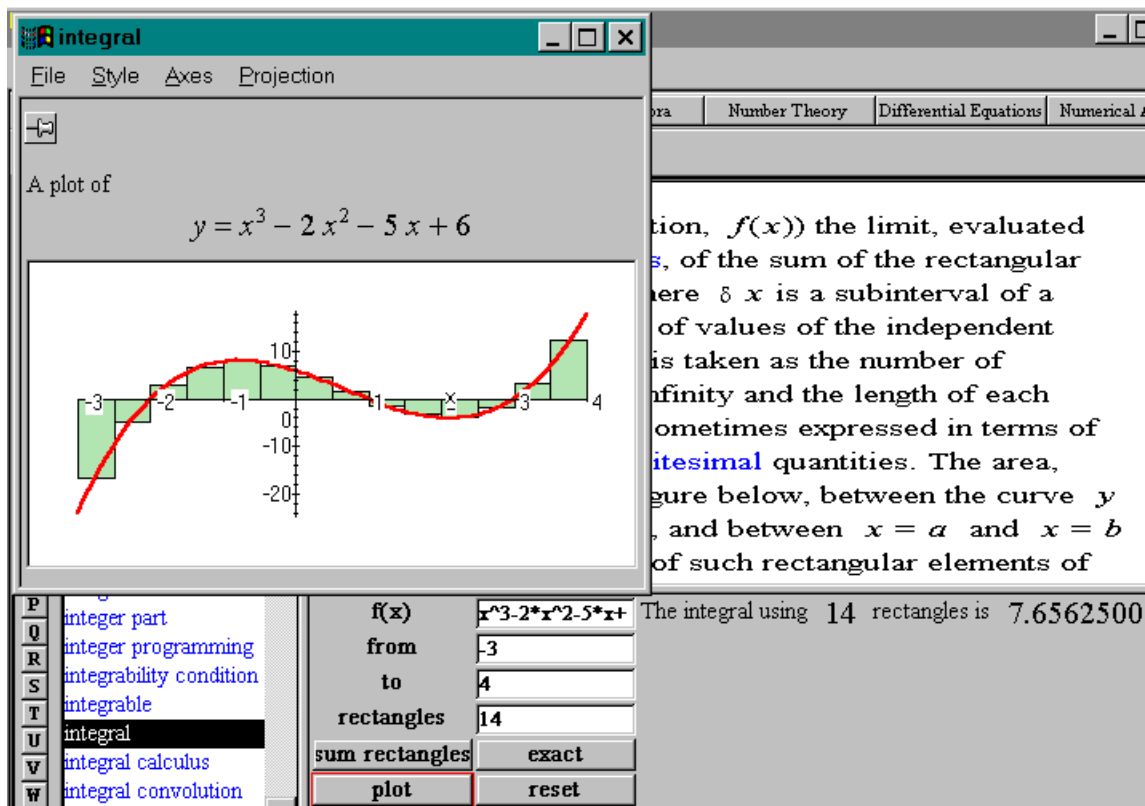 integral
File Style Axes Projection
A plot of
y = x³ − 2 x² − 5 x + 6
10
-3 -2 -1 1 x 3 4
0
-10
-20
Number Theory Differential Equations Numerical
tion, f(x)) the limit, evaluated
s, of the sum of the rectangular
here δ x is a subinterval of a
of values of the independent
is taken as the number of
nfinity and the length of each
ometimes expressed in terms of
itesimal quantities. The area,
gure below, between the curve y
, and between x = a and x = b
of such rectangular elements of
P
Q
R
S
T
U
V
W
integer part
integer programming
integrability condition
integrable
integral
integral calculus
integral convolution
f(x) x^3-2*x^2-5*x+
from -3
to 4
rectangles 14
sum rectangles exact
plot reset
The integral using 14 rectangles is 7.6562500